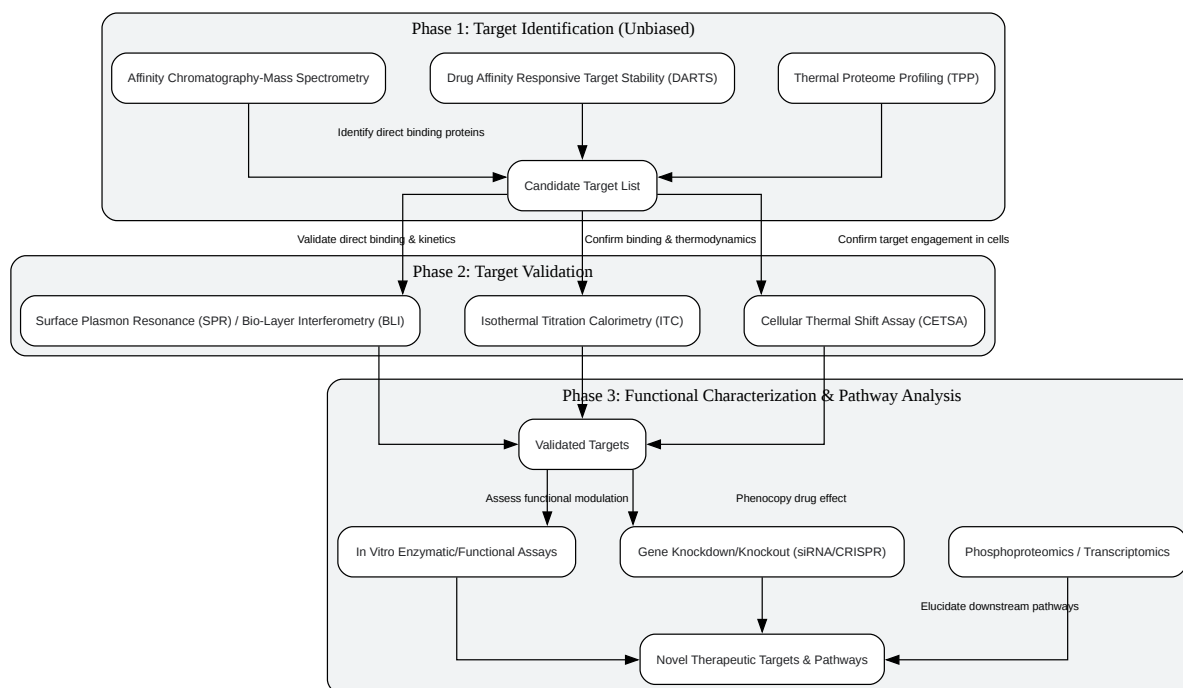 Phase 1: Target Identification (Unbiased)
Affinity Chromatography-Mass Spectrometry
Drug Affinity Responsive Target Stability (DARTS)
Thermal Proteome Profiling (TPP)
Identify direct binding proteins
Candidate Target List
Validate direct binding & kinetics
Confirm binding & thermodynamics
Confirm target engagement in cells
Phase 2: Target Validation
Surface Plasmon Resonance (SPR) / Bio-Layer Interferometry (BLI)
Isothermal Titration Calorimetry (ITC)
Cellular Thermal Shift Assay (CETSA)
Phase 3: Functional Characterization & Pathway Analysis
Validated Targets
Assess functional modulation
Phenocopy drug effect
In Vitro Enzymatic/Functional Assays
Gene Knockdown/Knockout (siRNA/CRISPR)
Phosphoproteomics / Transcriptomics
Elucidate downstream pathways
Novel Therapeutic Targets & Pathways